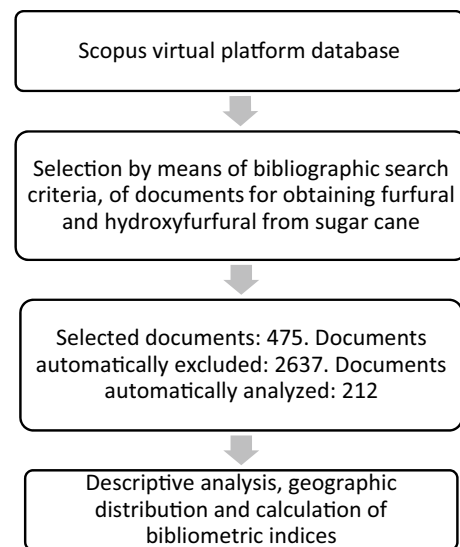 Scopus virtual platform database
Selection by means of bibliographic search
criteria, of documents for obtaining furfural
and hydroxyfurfural from sugar cane
Selected documents: 475. Documents
automatically excluded: 2637. Documents
automatically analyzed: 212
Descriptive analysis, geographic
distribution and calculation of
bibliometric indices